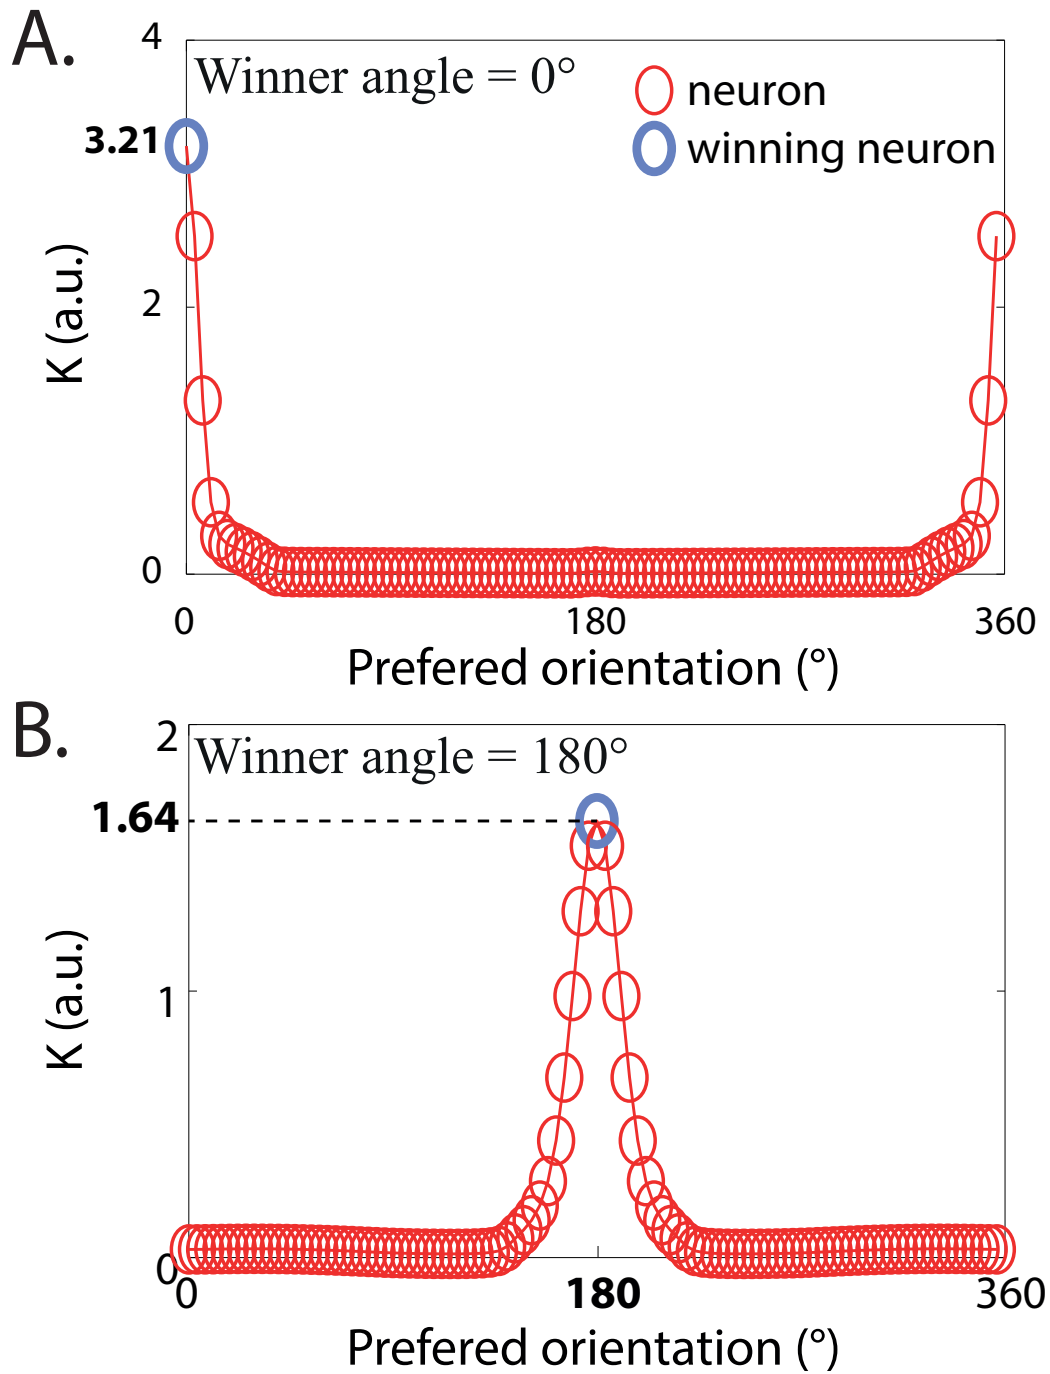 A.
4
Winner angle = 0°
neuron
3.21
winning neuron
K (a.u.)
2
0
0
180
360
Prefered orientation (°)
B.
2
Winner angle = 180°
1.64
K (a.u.)
1
0
0
180
360
Prefered orientation (°)